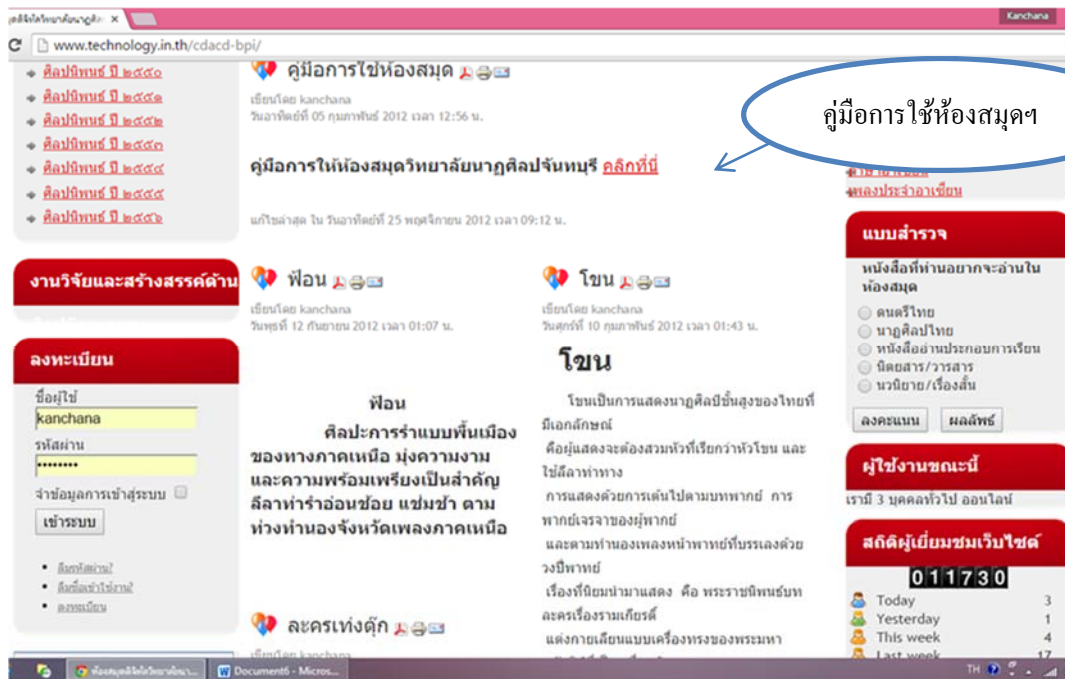 Kanchana
www.technology.in.th/cdacd-bpi/
ศิลปนิพนธ์ ปี ๒๕๕๐
ศิลปนิพนธ์ ปี ๒๕๕๑
ศิลปนิพนธ์ ปี ๒๕๕๒
ศิลปนิพนธ์ ปี ๒๕๕๓
ศิลปนิพนธ์ ปี ๒๕๕๔
ศิลปนิพนธ์ ปี ๒๕๕๕
ศิลปนิพนธ์ ปี ๒๕๕๖
งานวิจัยและสร้างสรรค์ด้าน
ลงทะเบียน
ชื่อผู้ใช้
kanchana
รหัสผ่าน
••••••••
จำข้อมูลการเข้าสู่ระบบ
เข้าระบบ
ลืมรหัสผ่าน?
ลืมชื่อเข้าใช้งาน?
ลงทะเบียน
คู่มือการใช้ห้องสมุด
เขียนโดย kanchana
วันอาทิตย์ที่ 05 กุมภาพันธ์ 2012 เวลา 12:56 น.
คู่มือการให้ห้องสมุดวิทยาลัยนาฏศิลปจันทบุรี คลิกที่นี่
แก้ไขล่าสุด ใน วันอาทิตย์ที่ 25 พฤศจิกายน 2012 เวลา 09:12 น.
ฟ้อน
เขียนโดย kanchana
วันพุธที่ 12 กันยายน 2012 เวลา 01:07 น.
ฟ้อน
ศิลปะการรำแบบพื้นเมือง
ของทางภาคเหนือ มุ่งความงาม
และความพร้อมเพรียงเป็นสำคัญ
ลีลาท่ารำอ่อนช้อย แช่มช้า ตาม
ท่วงทำนองจังหวัดเพลงภาคเหนือ
ละครเท่งตุ๊ก
เขียนโดย kanchana
โขน
เขียนโดย kanchana
วันศุกร์ที่ 10 กุมภาพันธ์ 2012 เวลา 01:43 น.
โขน
โขนเป็นการแสดงนาฏศิลป์ชั้นสูงของไทยที่
มีเอกลักษณ์
คือผู้แสดงจะต้องสวมหัวที่เรียกว่าหัวโขน และ
ใช้ลีลาท่าทาง
การแสดงด้วยการเต้นไปตามบทพากย์ การ
พากย์เจรจาของผู้พากย์
และตามทำนองเพลงหน้าพาทย์ที่บรรเลงด้วย
วงปี่พาทย์
เรื่องที่นิยมนำมาแสดง คือ พระราชนิพนธ์บท
ละครเรื่องรามเกียรติ์
แต่งกายเลียนแบบเครื่องทรงของพระมหา
คู่มือการใช้ห้องสมุดฯ
เพลงประจำอาเซียน
แบบสำรวจ
หนังสือที่ท่านอยากจะอ่านใน
ห้องสมุด
ดนตรีไทย
นาฏศิลปไทย
หนังสืออ่านประกอบการเรียน
นิตยสาร/วารสาร
นวนิยาย/เรื่องสั้น
ลงคะแนน
ผลลัพธ์
ผู้ใช้งานขณะนี้
เรามี 3 บุคคลทั่วไป ออนไลน์
สถิติผู้เยี่ยมชมเว็บไซต์
011730
Today 3
Yesterday 1
This week 4
Last week 17
Document6 - Micros...
TH